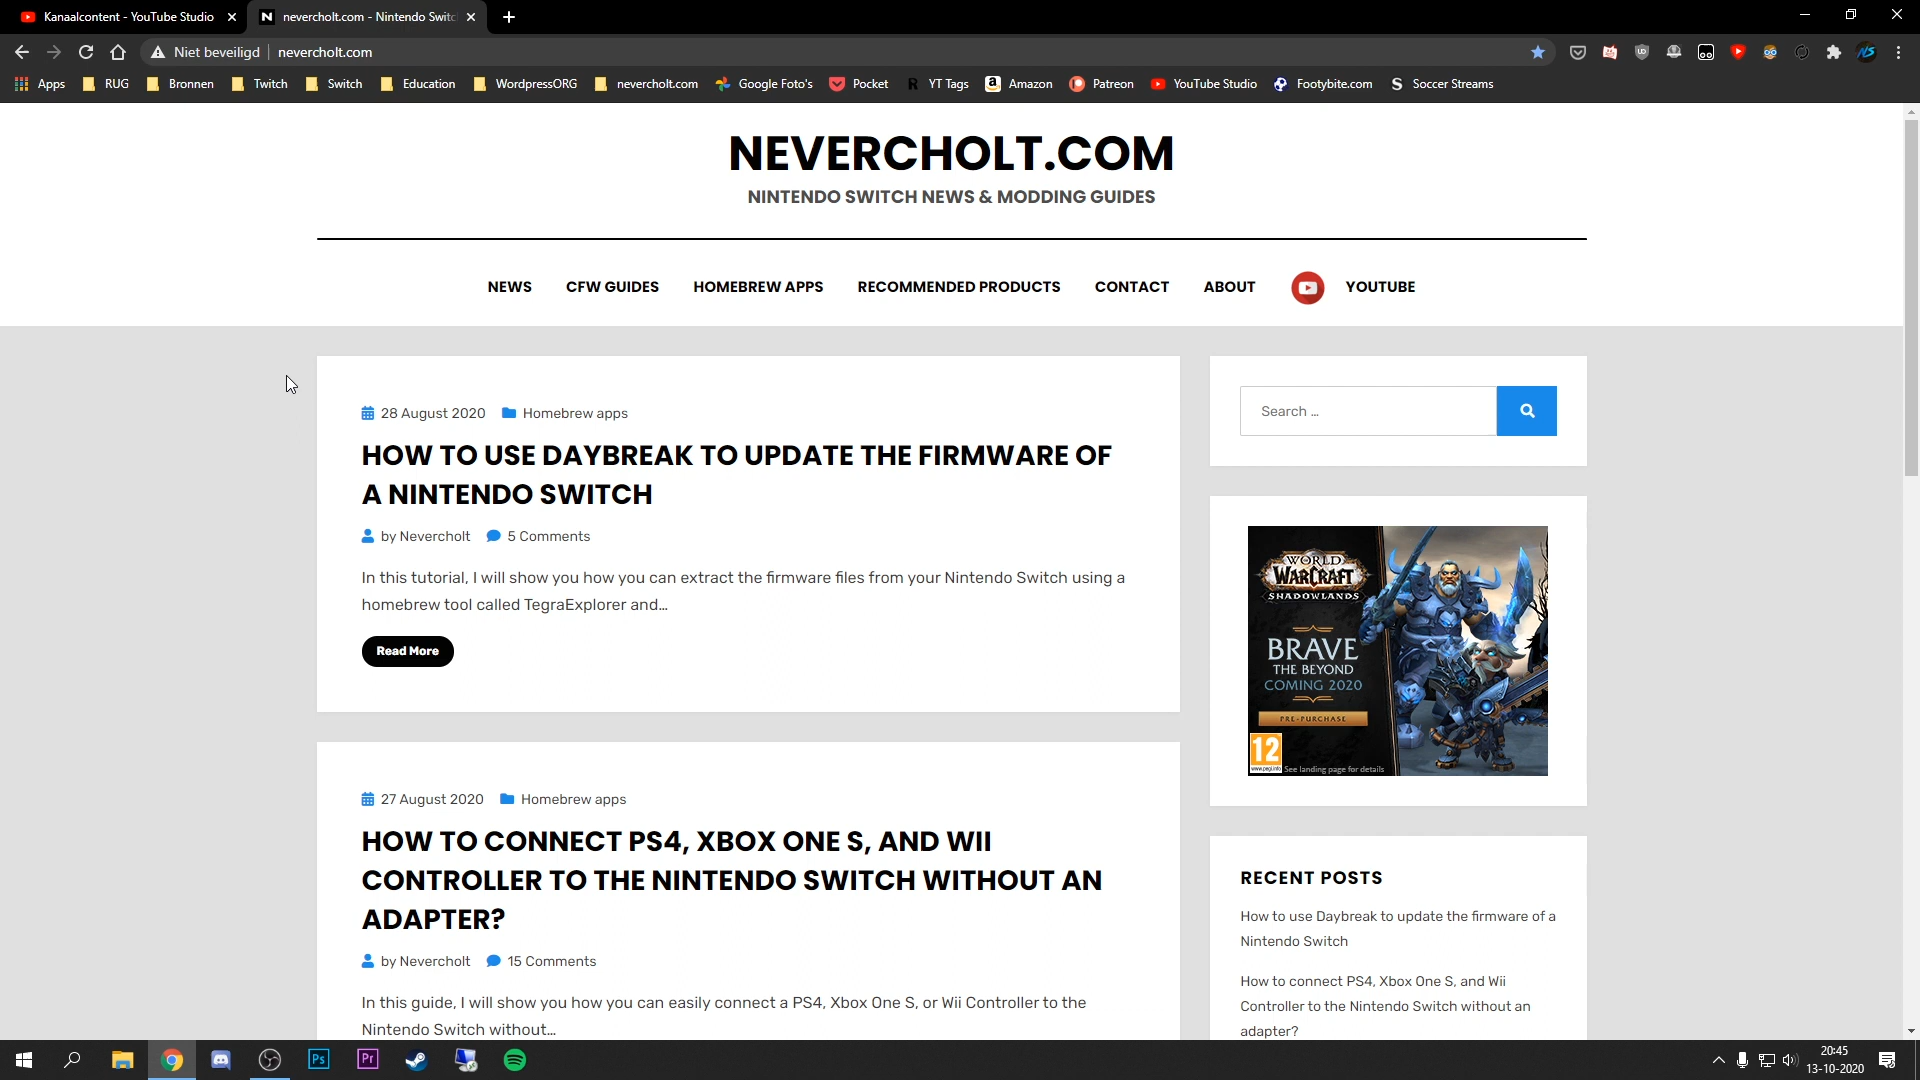 Kanaalcontent - YouTube Studio
nevercholt.com - Nintendo Switc
Niet beveiligd
nevercholt.com
Apps
RUG
Bronnen
Twitch
Switch
Education
WordpressORG
nevercholt.com
Google Foto's
Pocket
YT Tags
Amazon
Patreon
YouTube Studio
Footybite.com
Soccer Streams
NEVERCHOLT.COM
NINTENDO SWITCH NEWS & MODDING GUIDES
NEWS
CFW GUIDES
HOMEBREW APPS
RECOMMENDED PRODUCTS
CONTACT
ABOUT
YOUTUBE
28 August 2020
Homebrew apps
HOW TO USE DAYBREAK TO UPDATE THE FIRMWARE OF
A NINTENDO SWITCH
by Nevercholt
5 Comments
In this tutorial, I will show you how you can extract the firmware files from your Nintendo Switch using a
homebrew tool called TegraExplorer and...
Read More
27 August 2020
Homebrew apps
HOW TO CONNECT PS4, XBOX ONE S, AND WII
CONTROLLER TO THE NINTENDO SWITCH WITHOUT AN
ADAPTER?
by Nevercholt
15 Comments
In this guide, I will show you how you can easily connect a PS4, Xbox One S, or Wii Controller to the
Nintendo Switch without...
Search ...
WORLD
WARCRAFT
SHADOWLANDS
BRAVE
THE BEYOND
COMING 2020
PRE-PURCHASE
12
www.pegi.info
See landing page for details
RECENT POSTS
How to use Daybreak to update the firmware of a
Nintendo Switch
How to connect PS4, Xbox One S, and Wii
Controller to the Nintendo Switch without an
adapter?
Ps
Pr
20:45
13-10-2020